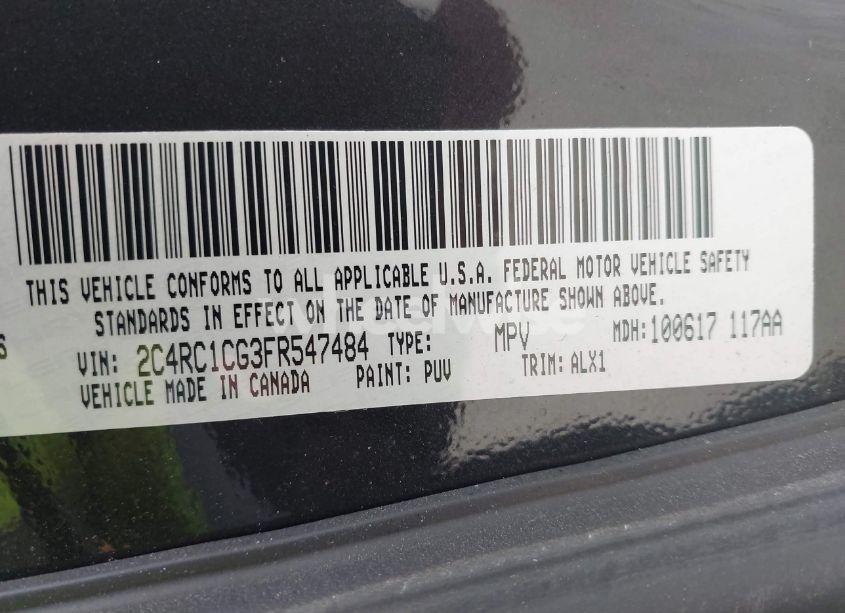 THIS VEHICLE CONFORMS TO ALL APPLICABLE U.S.A. FEDERAL MOTOR VEHICLE SAFETY
STANDARDS IN EFFECT ON THE DATE OF MANUFACTURE SHOWN ABOVE.
VIN: 2C4RC1CG3FR547484 TYPE: MPV MDH: 100617 117AA
VEHICLE MADE IN CANADA PAINT: PUV TRIM: ALX1